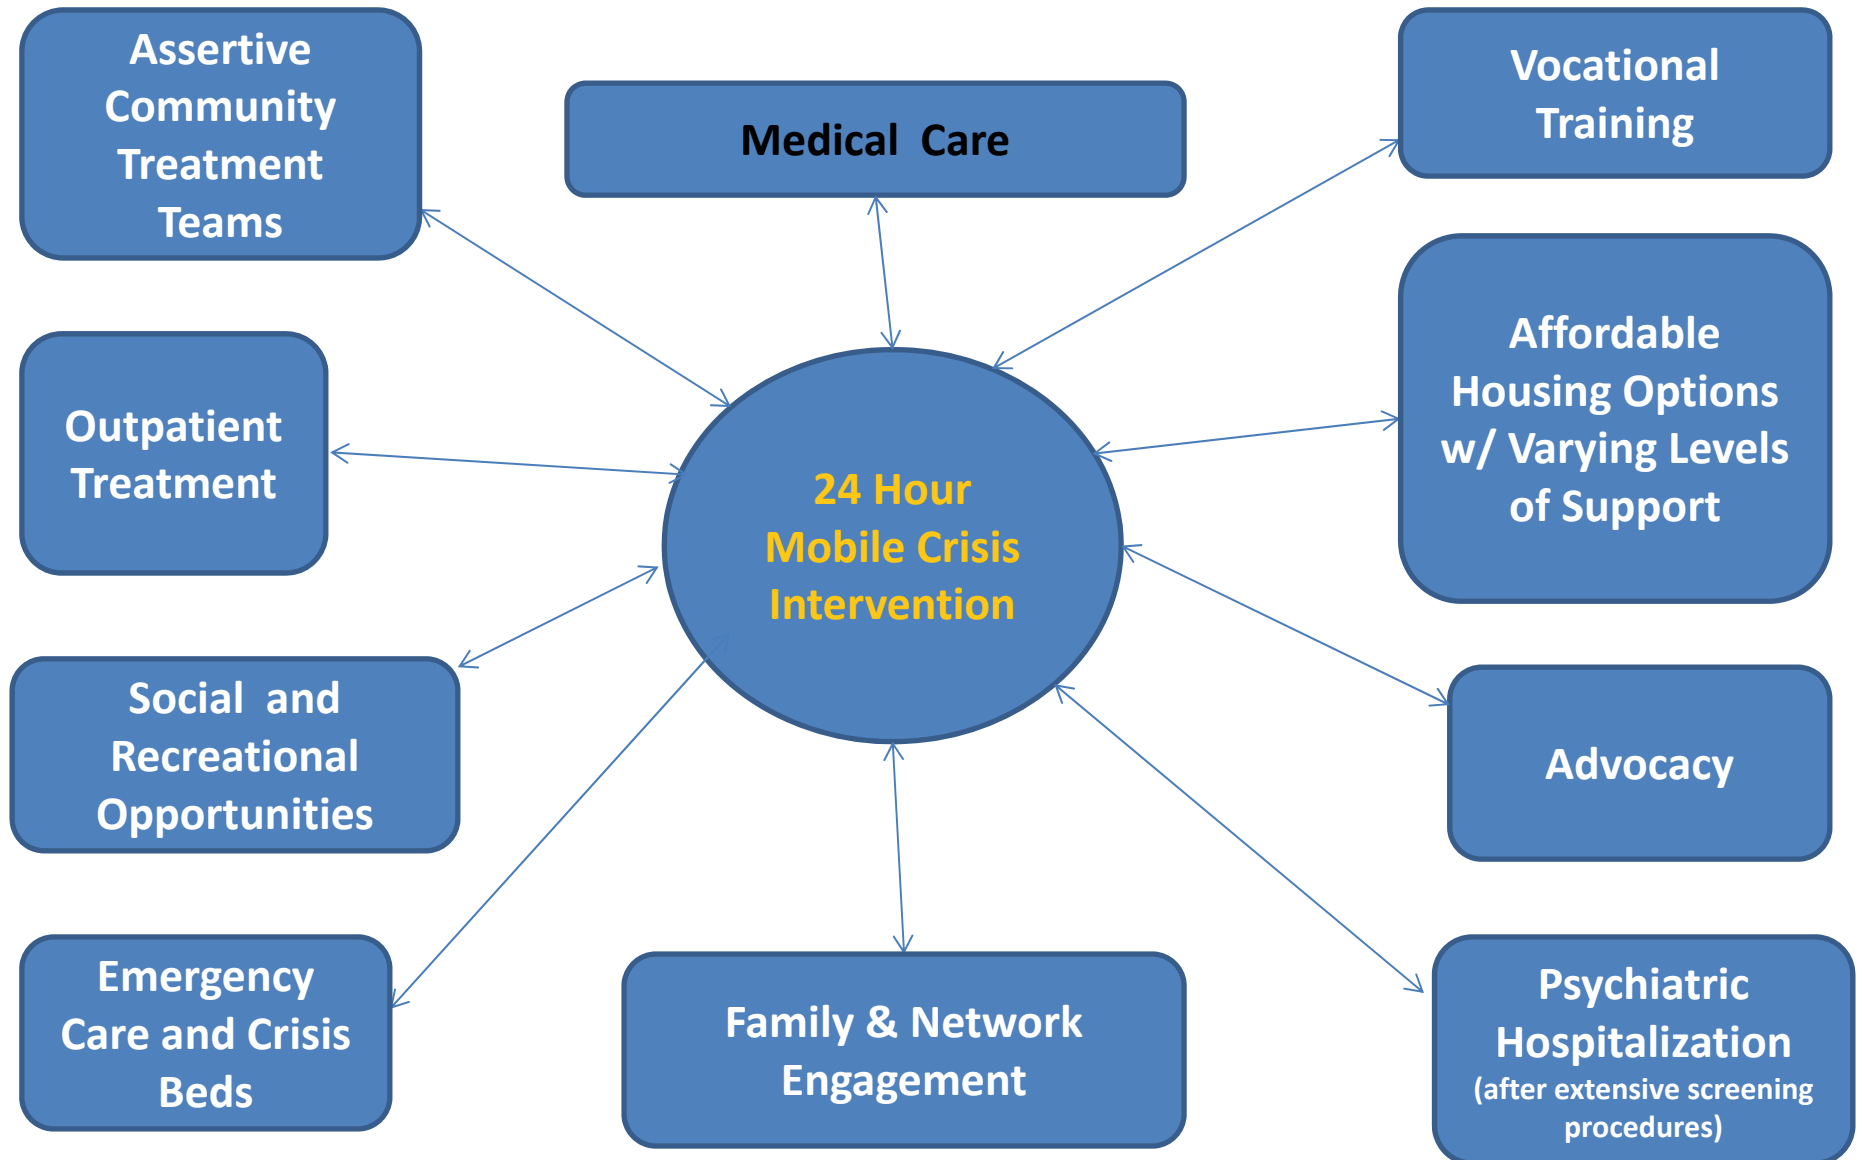 Assertive
Community
Treatment
Teams
Medical  Care
Vocational
Training
Outpatient
Treatment
24 Hour
Mobile Crisis
Intervention
Affordable
Housing Options
w/ Varying Levels
of Support
Social  and
Recreational
Opportunities
Advocacy
Emergency
Care and Crisis
Beds
Family & Network
Engagement
Psychiatric
Hospitalization
(after extensive screening
procedures)